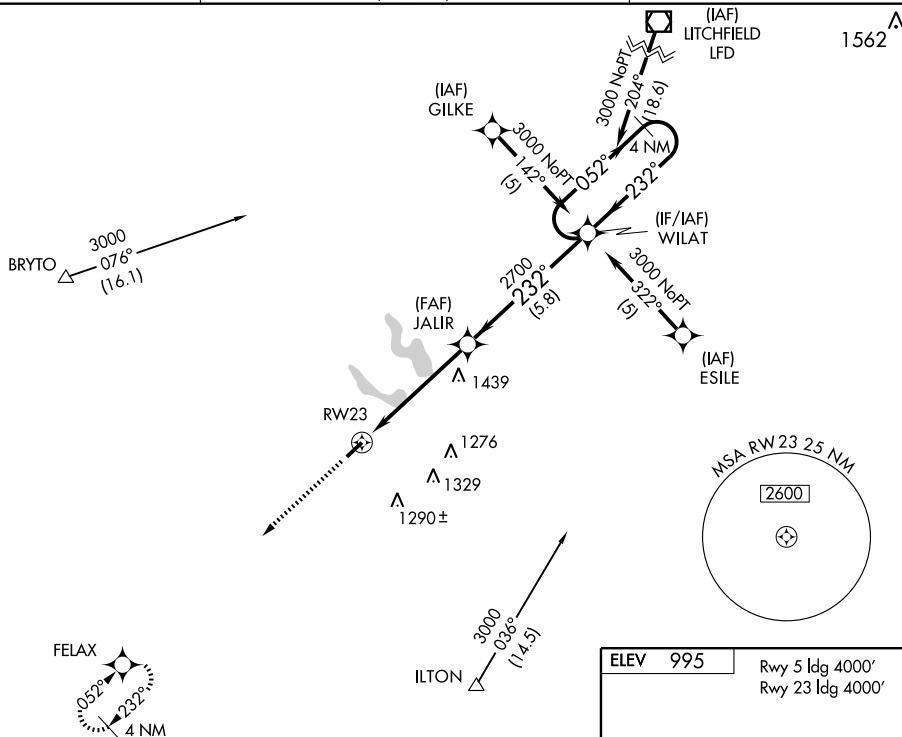 (IAF)
LITCHFIELD
LFD
1562
3000 NoPT
204°
(18.6)
(IAF)
GILKE
3000 NoPT
142°
(5)
4 NM
052°
232°
(IF/IAF)
WILAT
3000
076°
(16.1)
BRYTO
2700
232°
(5.8)
3000 NoPT
322°
(5)
(IAF)
ESILE
(FAF)
JALIR
1439
RW23
1276
1329
1290 ±
MSA RW 23 25 NM
2600
3000
036°
(14.5)
ILTON
FELAX
052°
232°
4 NM
ELEV 995
Rwy 5 ldg 4000'
Rwy 23 ldg 4000'